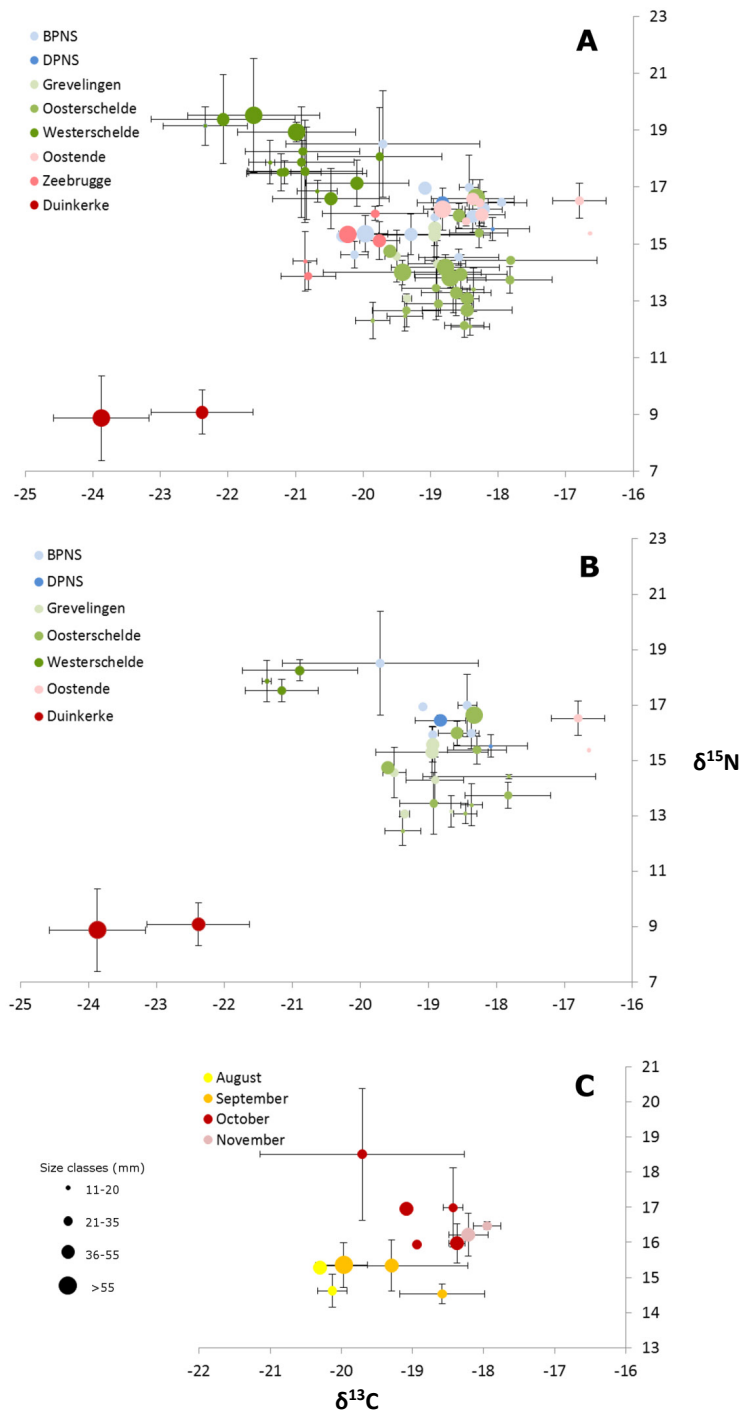 A
BPNS
DPNS
Grevelingen
Oosterschelde
Westerschelde
Oostende
Zeebrugge
Duinkerke
23
21
19
17
15
13
11
9
7
-25 -24 -23 -22 -21 -20 -19 -18 -17 -16
B
BPNS
DPNS
Grevelingen
Oosterschelde
Westerschelde
Oostende
Duinkerke
23
21
19
17
15
13
11
9
7
δ15N
-25 -24 -23 -22 -21 -20 -19 -18 -17 -16
C
August
September
October
November
Size classes (mm)
11-20
21-35
36-55
>55
21
20
19
18
17
16
15
14
13
-22 -21 -20 -19 -18 -17 -16
δ13C